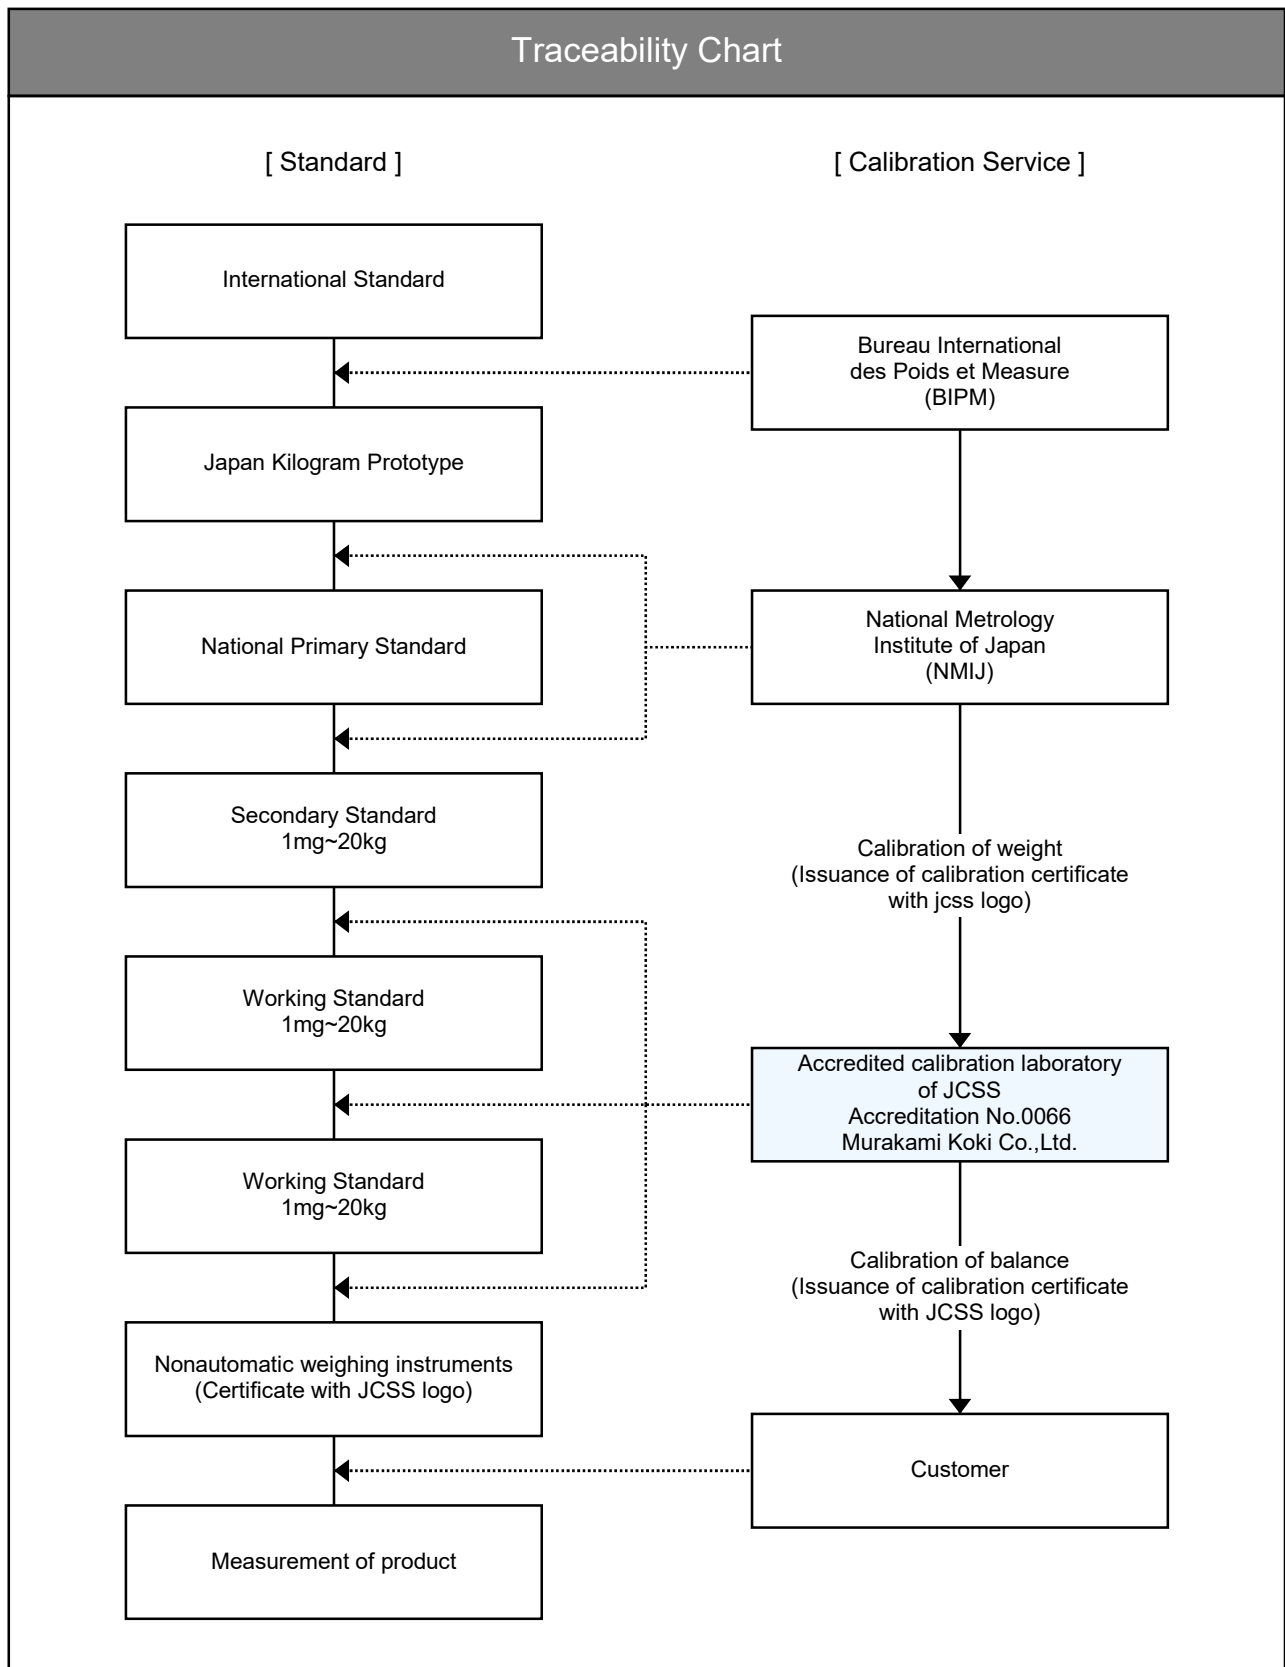 Traceability Chart
[ Standard ]
[ Calibration Service ]
International Standard
Bureau International
des Poids et Measure
(BIPM)
Japan Kilogram Prototype
National Primary Standard
National Metrology
Institute of Japan
(NMIJ)
Secondary Standard
1mg~20kg
Calibration of weight
(Issuance of calibration certificate
with jcss logo)
Working Standard
1mg~20kg
Accredited calibration laboratory
of JCSS
Accreditation No.0066
Murakami Koki Co.,Ltd.
Working Standard
1mg~20kg
Calibration of balance
(Issuance of calibration certificate
with JCSS logo)
Nonautomatic weighing instruments
(Certificate with JCSS logo)
Customer
Measurement of product